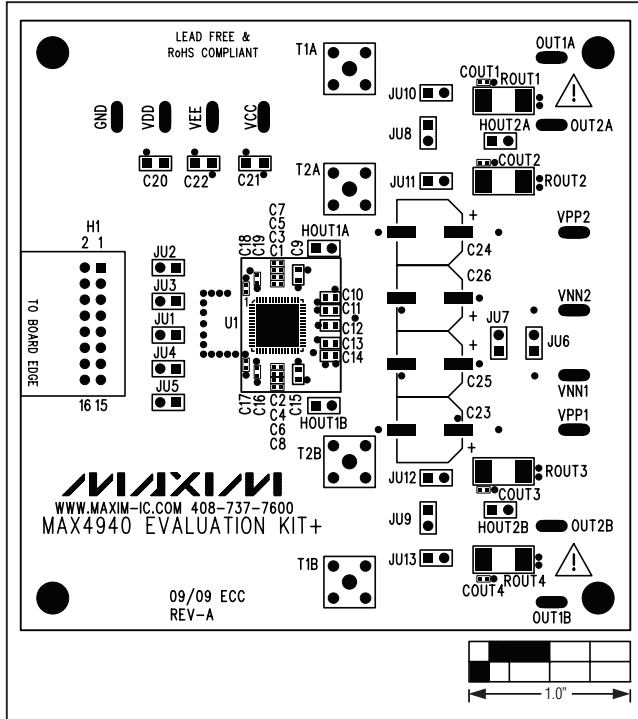 LEAD FREE &
RoHS COMPLIANT
T1A
OUT1A
COUT1
ROUT1
JU10
GND
VDD
VEE
VCC
JU8
HOUT2A
OUT2A
COUT2
C20
C22
C21
T2A
JU11
ROUT2
H1
2 1
C7
C5
C3
C1
C18
C19
C9
HOUT1A
C24
VPP2
JU2
C26
JU3
C10
C11
VNN2
TO BOARD EDGE
1
U1
JU1
C12
JU7
JU6
C13
JU4
C14
C25
VNN1
JU5
16 15
C17
C16
C2
C4
C6
C8
C15
HOUT1B
C23
VPP1
T2B
MAXIM
WWW.MAXIM-IC.COM 408-737-7600
MAX4940 EVALUATION KIT+
JU12
ROUT3
COUT3
JU9
HOUT2B
OUT2B
T1B
JU13
ROUT4
COUT4
OUT1B
09/09 ECC
REV-A
1.0"